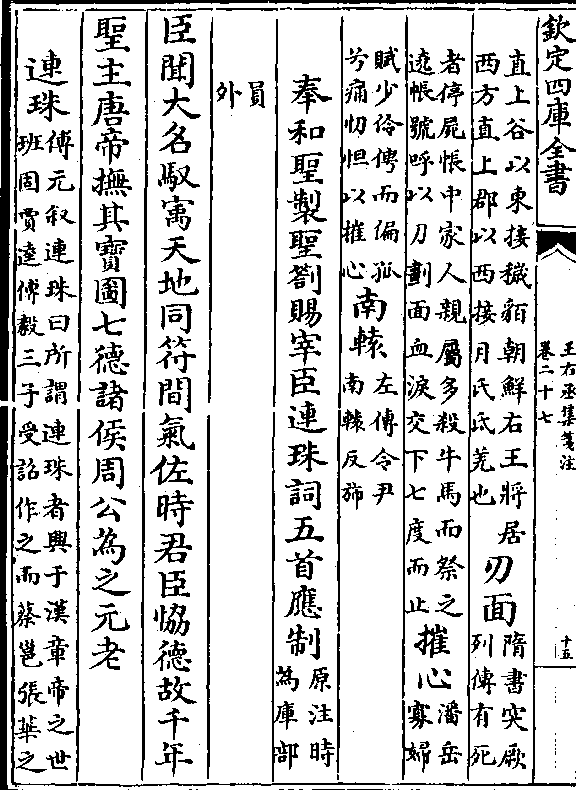 欽定四庫全書
王右丞集箋注
卷二十七
十五
直上谷以東接穢貊朝鮮右王將居
西方直上郡以西接月氏氐羌也
刃面
隋書突厥
列傳有死
者停屍帳中家人親屬多殺牛馬而祭之
遶帳號呼以刀劃面血淚交下七度而止
摧心
潘岳
寡婦
賦少伶俜而偏孤
兮痛忉怛以摧心
南轅
左傳令尹
南轅反斾
奉和聖製聖劄賜宰臣連珠詞五首應制
原注時
為庫部
員
外
臣聞大名馭寓天地同符間氣佐時君臣恊德故千年
聖主唐帝撫其寶圖七德諸侯周公為之元老
連珠
傅元叙連珠曰所謂連珠者興于漢章帝之世
班固賈逵傅毅三子受詔作之而蔡邕張華之